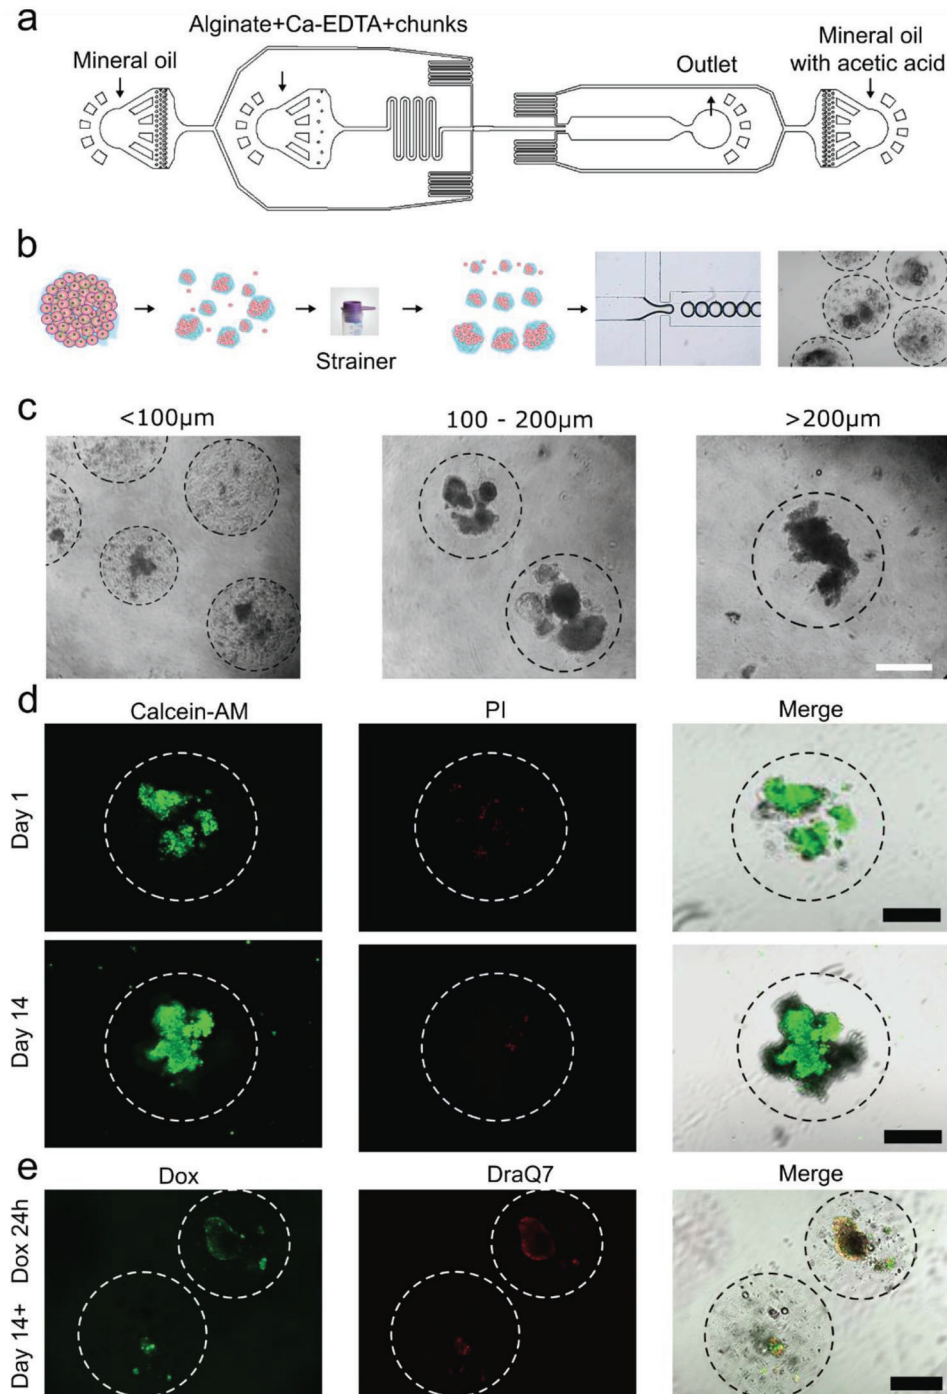 a
Alginate+Ca-EDTA+chunks
Mineral oil
Outlet
Mineral oil
with acetic acid
b
Strainer
c
<100μm
100 - 200μm
>200μm
d
Calcein-AM
PI
Merge
Day 1
Day 14
e
Dox
DraQ7
Merge
Day 14+ Dox 24h